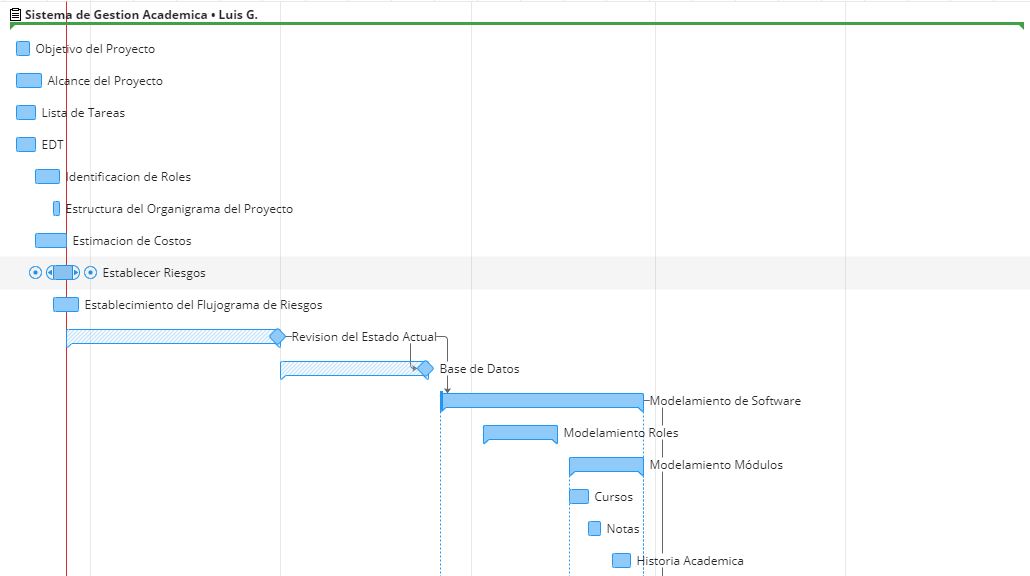 Sistema de Gestion Academica • Luis G.
Objetivo del Proyecto
Alcance del Proyecto
Lista de Tareas
EDT
Identificacion de Roles
Estructura del Organigrama del Proyecto
Estimacion de Costos
Establecer Riesgos
Establecimiento del Flujograma de Riesgos
Revision del Estado Actual
Base de Datos
Modelamiento de Software
Modelamiento Roles
Modelamiento Módulos
Cursos
Notas
Historia Academica